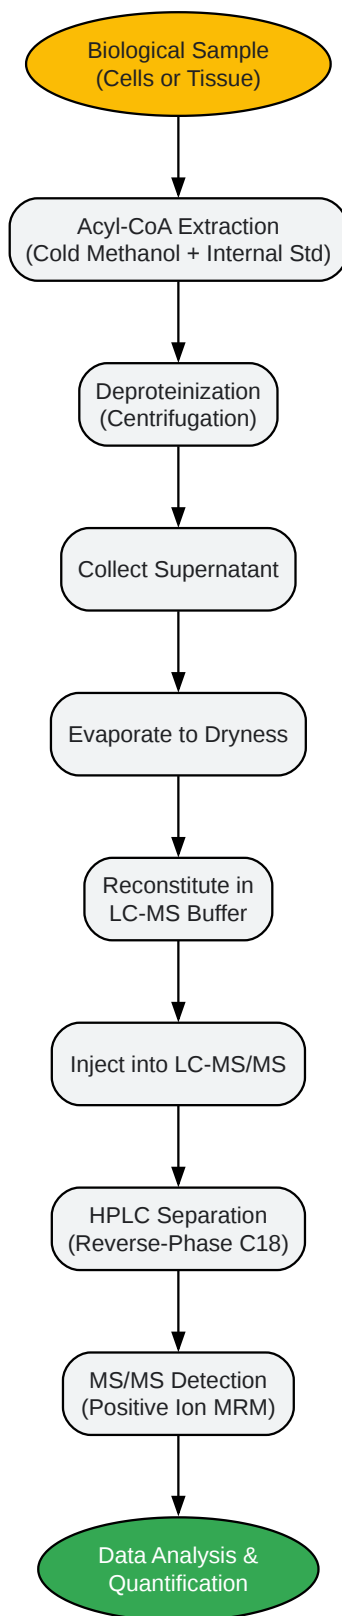 Biological Sample
(Cells or Tissue)
Acyl-CoA Extraction
(Cold Methanol + Internal Std)
Deproteinization
(Centrifugation)
Collect Supernatant
Evaporate to Dryness
Reconstitute in
LC-MS Buffer
Inject into LC-MS/MS
HPLC Separation
(Reverse-Phase C18)
MS/MS Detection
(Positive Ion MRM)
Data Analysis &
Quantification